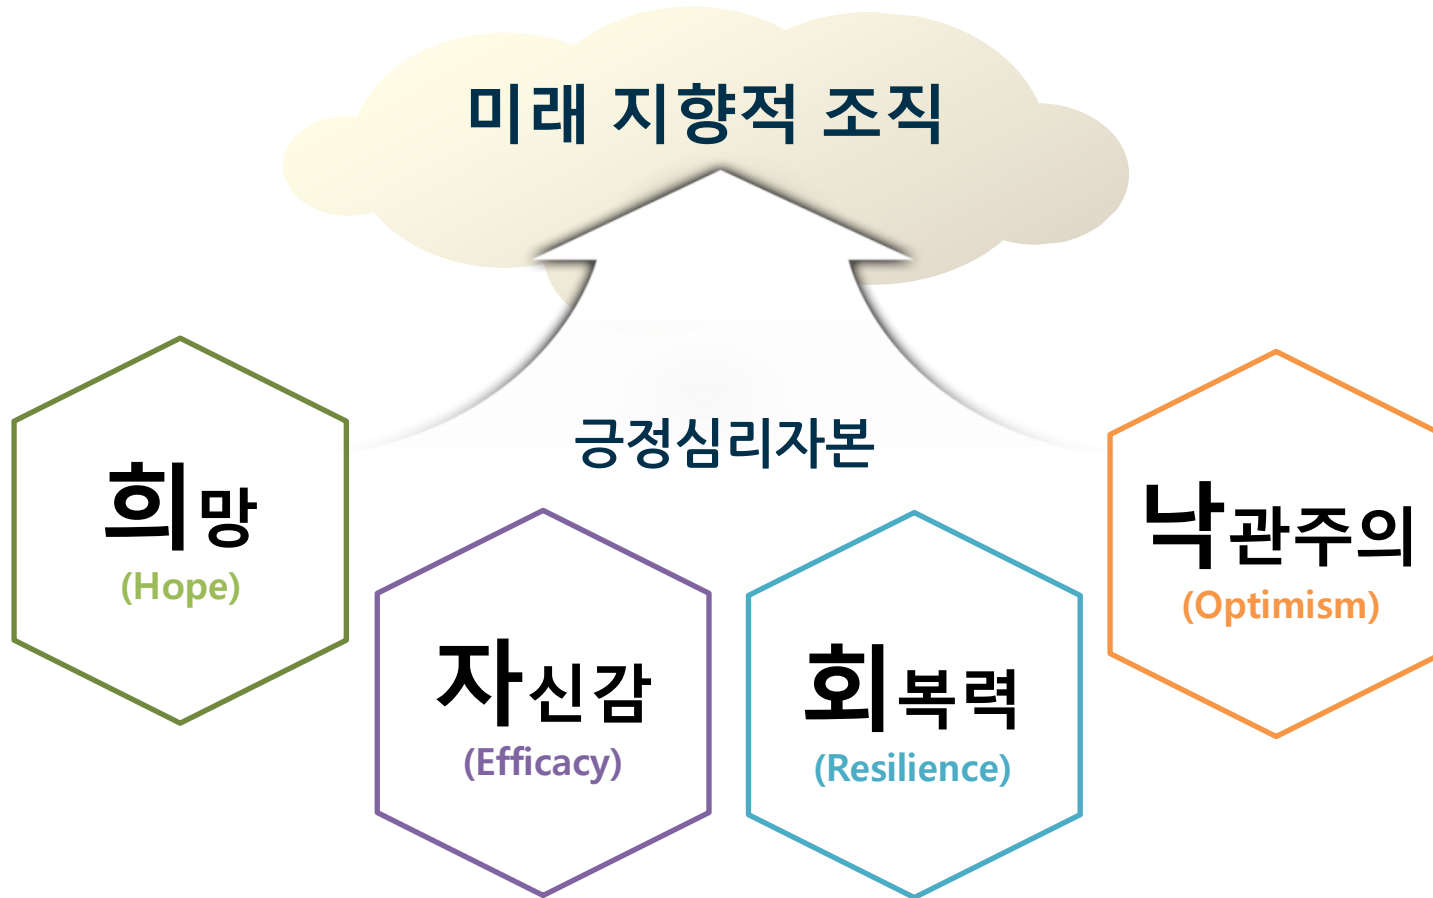 미래 지향적 조직
긍정심리자본
희망
(Hope)
자신감
(Efficacy)
회복력
(Resilience)
낙관주의
(Optimism)